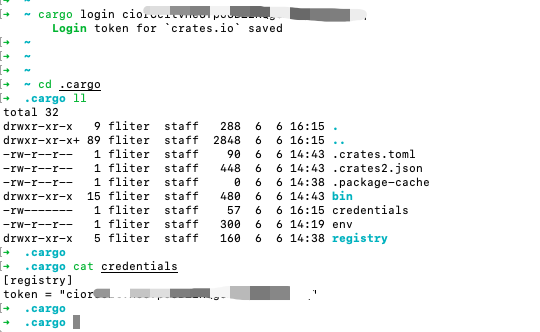 → ~ cargo login
Login token for `crates.io` saved
→ ~
→ ~
→ ~
→ ~ cd .cargo
→ .cargo ll
total 32
drwxr-xr-x 9 fliter staff 288 6 6 16:15 .
drwxr-xr-x+ 89 fliter staff 2848 6 6 16:15 ..
-rw-r--r-- 1 fliter staff 90 6 6 14:43 .crates.toml
-rw-r--r-- 1 fliter staff 448 6 6 14:43 .crates2.json
-rw-r--r-- 1 fliter staff 0 6 6 14:38 .package-cache
drwxr-xr-x 15 fliter staff 480 6 6 14:43 bin
-rw------- 1 fliter staff 57 6 6 16:15 credentials
-rw-r--r-- 1 fliter staff 300 6 6 14:19 env
drwxr-xr-x 5 fliter staff 160 6 6 14:38 registry
→ .cargo
→ .cargo cat credentials
[registry]
token = "
→ .cargo
→ .cargo